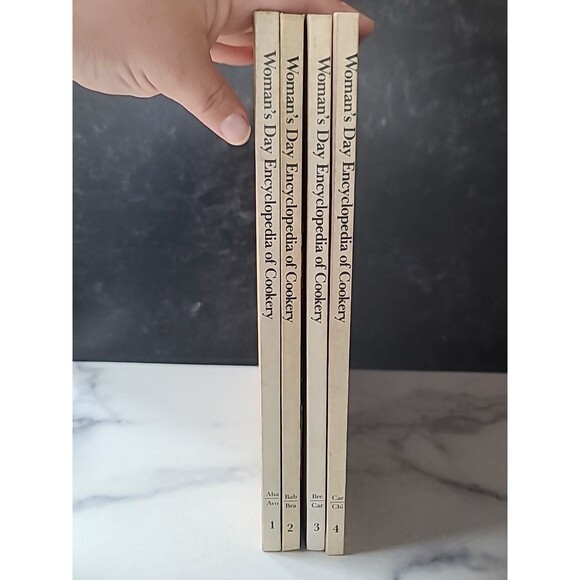 Woman's Day Encyclopedia of Cookery
Aba
Avo
1
Woman's Day Encyclopedia of Cookery
Bab
Bra
2
Woman's Day Encyclopedia of Cookery
Bre
Car
3
Woman's Day Encyclopedia of Cookery
Car
Chi
4